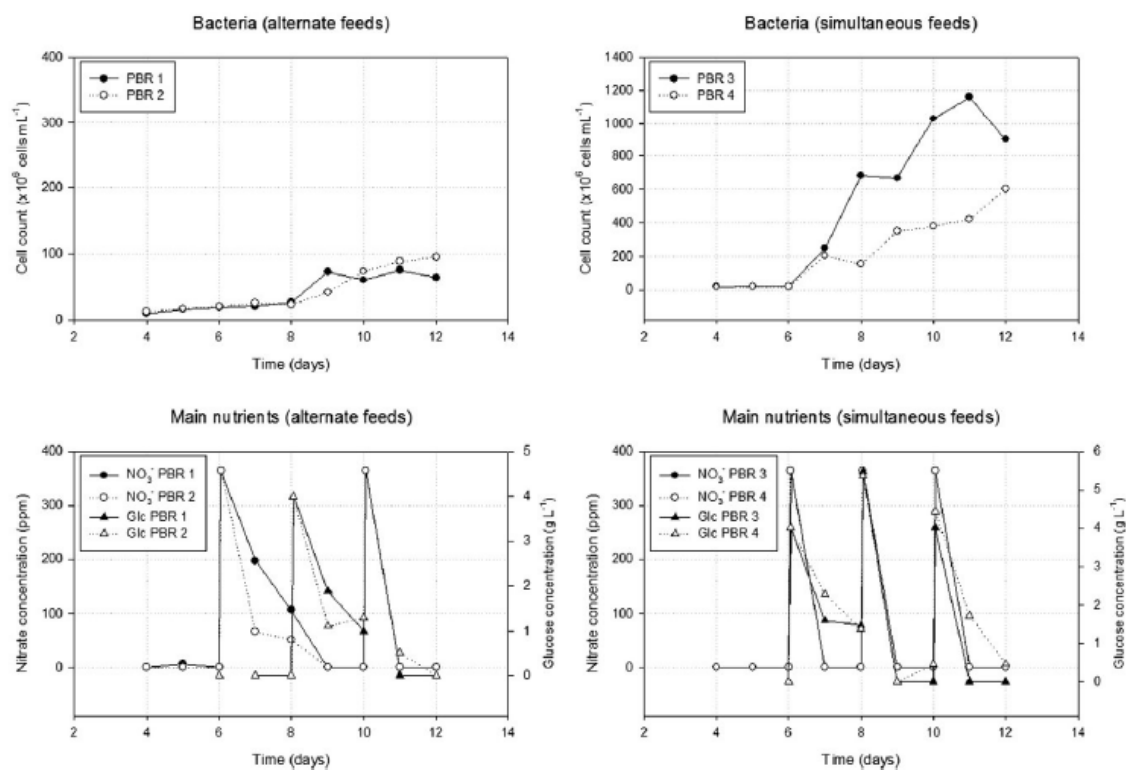 Bacteria (alternate feeds)
400
300
200
100
0
Cell count (x10⁶ cells mL⁻¹)
PBR 1
PBR 2
2 4 6 8 10 12 14
Time (days)
Bacteria (simultaneous feeds)
1400
1200
1000
800
600
400
200
0
Cell count (x10⁶ cells mL⁻¹)
PBR 3
PBR 4
2 4 6 8 10 12 14
Time (days)
Main nutrients (alternate feeds)
400
300
200
100
0
Nitrate concentration (ppm)
NO₃⁻ PBR 1
NO₃⁻ PBR 2
Glc PBR 1
Glc PBR 2
5
4
3
2
1
0
Glucose concentration (g L⁻¹)
2 4 6 8 10 12 14
Time (days)
Main nutrients (simultaneous feeds)
400
300
200
100
0
Nitrate concentration (ppm)
NO₃⁻ PBR 3
NO₃⁻ PBR 4
Glc PBR 3
Glc PBR 4
6
5
4
3
2
1
0
Glucose concentration (g L⁻¹)
2 4 6 8 10 12 14
Time (days)